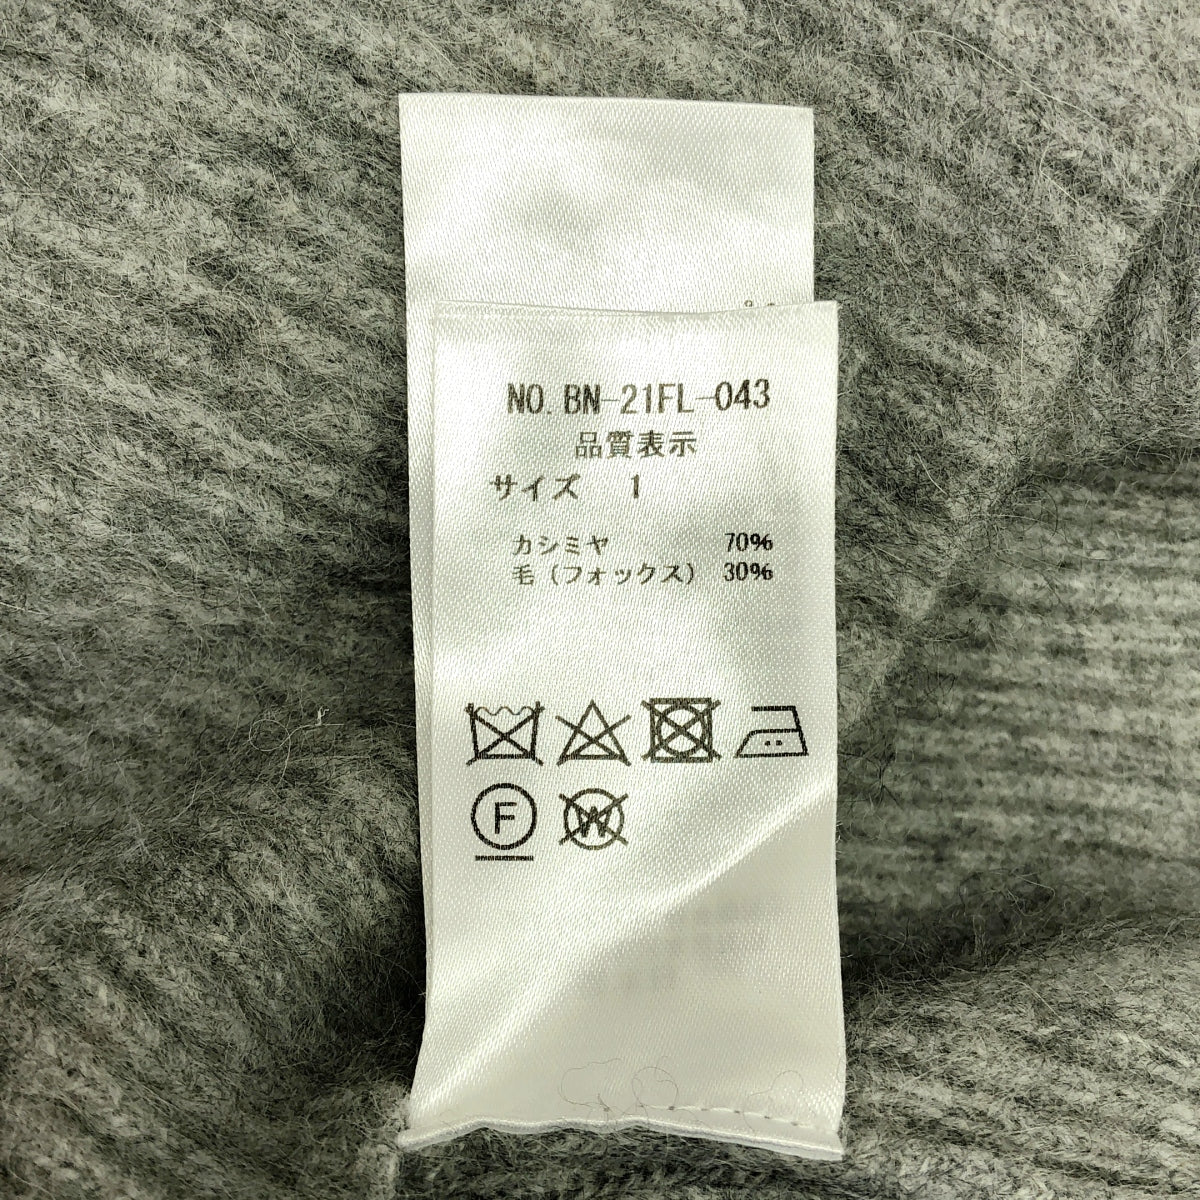 NO. BN-21FL-043
品質表示
サイズ 1
カシミヤ 70%
毛(フォックス) 30%
F
W